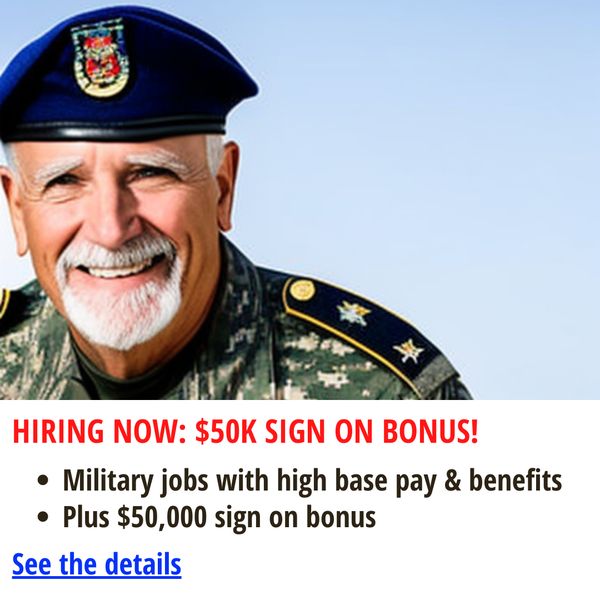 HIRING NOW: $50K SIGN ON BONUS!
• Military jobs with high base pay & benefits
• Plus $50,000 sign on bonus
See the details